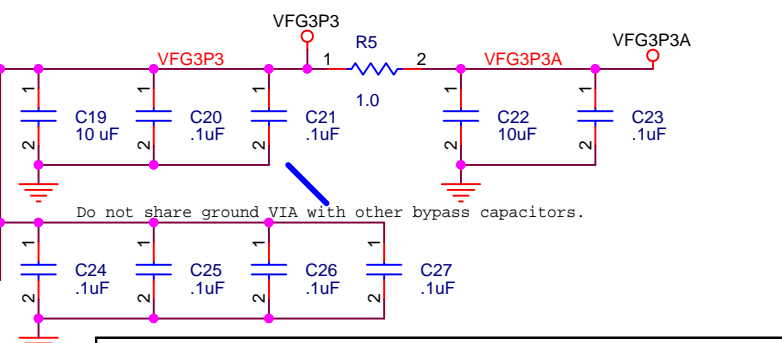 VFG3P3
R5
VFG3P3A
VFG3P3
1
2
VFG3P3A
1.0
1
1
1
1
1
C19
10 uF
C20
.1uF
C21
.1uF
C22
10uF
C23
.1uF
2
2
2
2
2
Do not share ground VIA with other bypass capacitors.
1
1
1
1
C24
.1uF
C25
.1uF
C26
.1uF
C27
.1uF
2
2
2
2